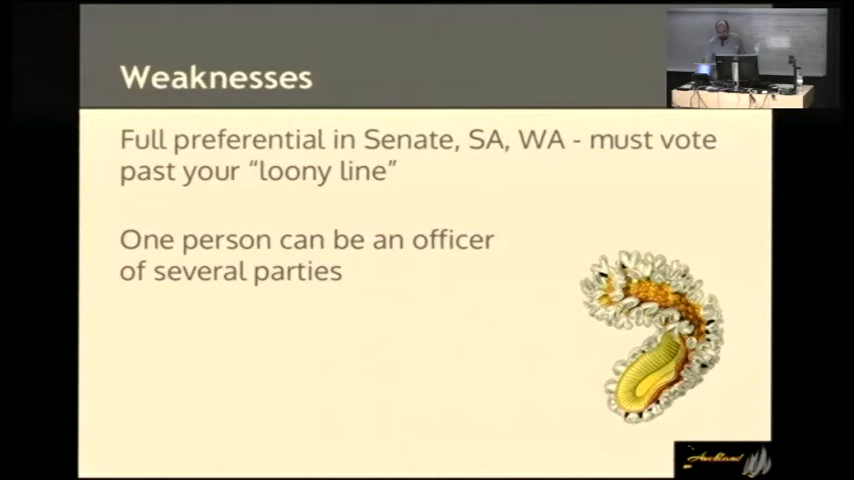 Weaknesses
Full preferential in Senate, SA, WA - must vote
past your “loony line”
One person can be an officer
of several parties
Auckland